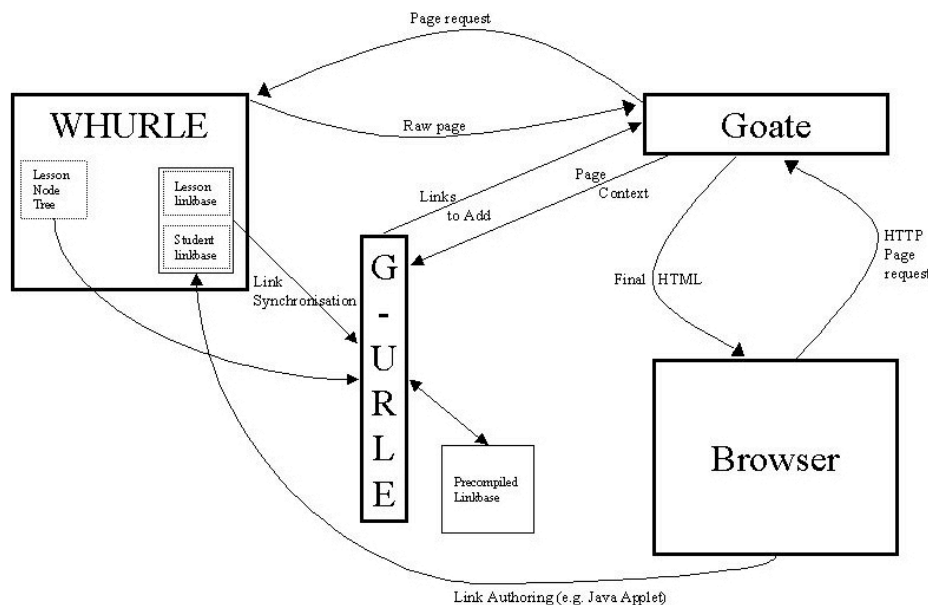 Page request
WHURLE
Raw page
Goate
Lesson
Node
Tree
Lesson
linkbase
Student
linkbase
Links
to Add
Page
Context
Link
Synchronisation
G
-
U
R
L
E
Final HTML
HTTP
Page
request
Precompiled
Linkbase
Browser
Link Authoring (e.g. Java Applet)